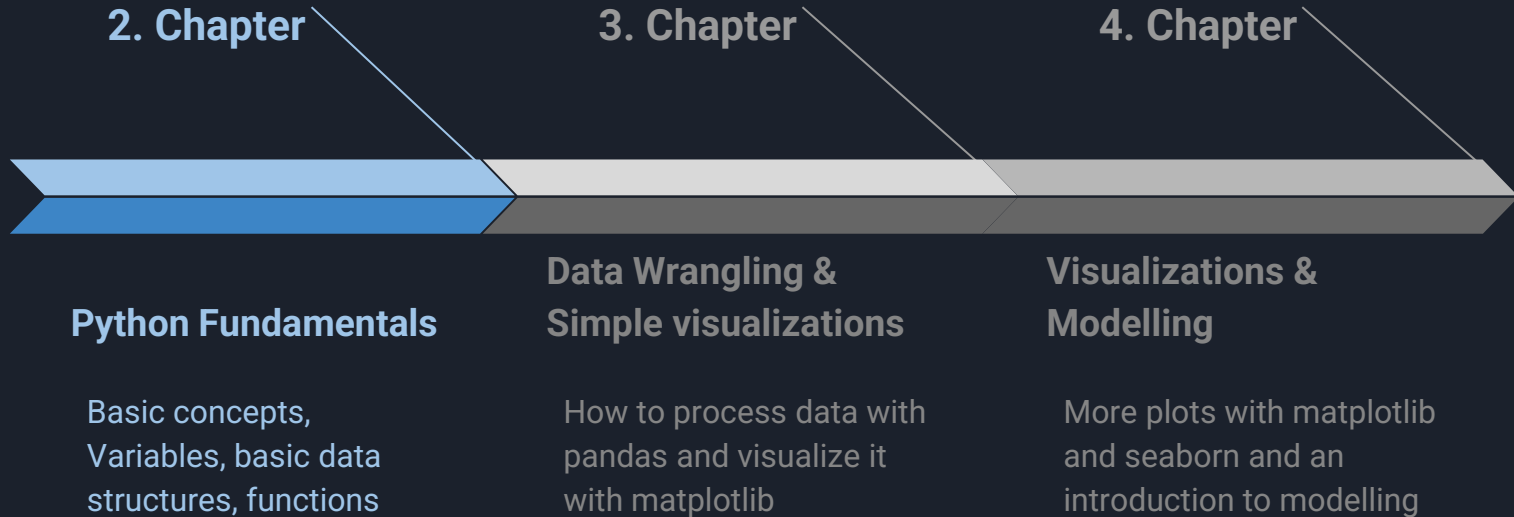 2. Chapter
3. Chapter
4. Chapter
Python Fundamentals
Basic concepts,
Variables, basic data
structures, functions
Data Wrangling &
Simple visualizations
How to process data with
pandas and visualize it
with matplotlib
Visualizations &
Modelling
More plots with matplotlib
and seaborn and an
introduction to modelling